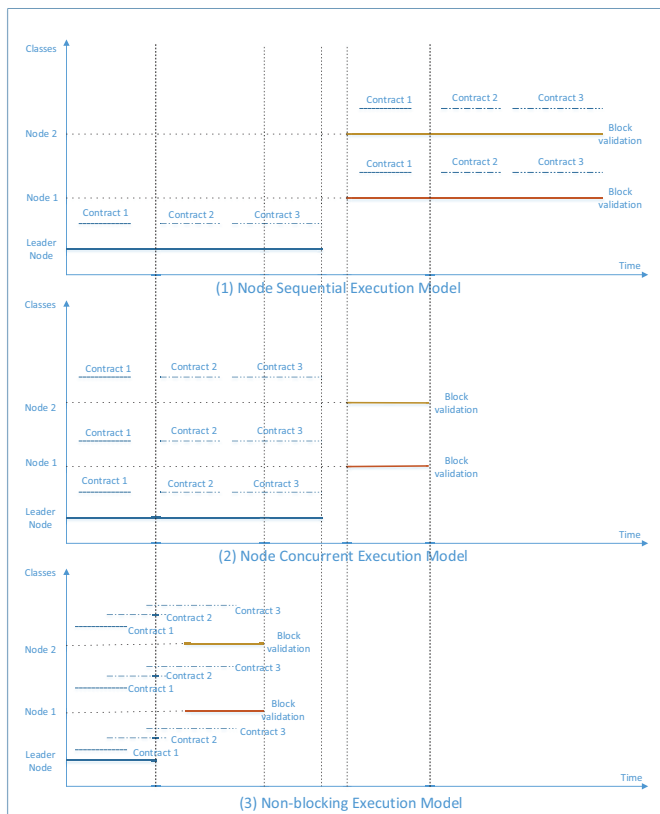 Classes
Contract 1
Contract 2
Contract 3
Node 2
Block
validation
Contract 1
Contract 2
Contract 3
Node 1
Block
validation
Contract 1
Contract 2
Contract 3
Leader
Node
Time
(1) Node Sequential Execution Model
Classes
Contract 1
Contract 2
Contract 3
Node 2
Block
validation
Contract 1
Contract 2
Contract 3
Node 1
Block
validation
Contract 1
Contract 2
Contract 3
Leader
Node
Time
(2) Node Concurrent Execution Model
Classes
Contract 3
Contract 2
Contract 1
Node 2
Block
validation
Contract 3
Contract 2
Contract 1
Node 1
Block
validation
Contract 3
Contract 2
Contract 1
Leader
Node
Time
(3) Non-blocking Execution Model